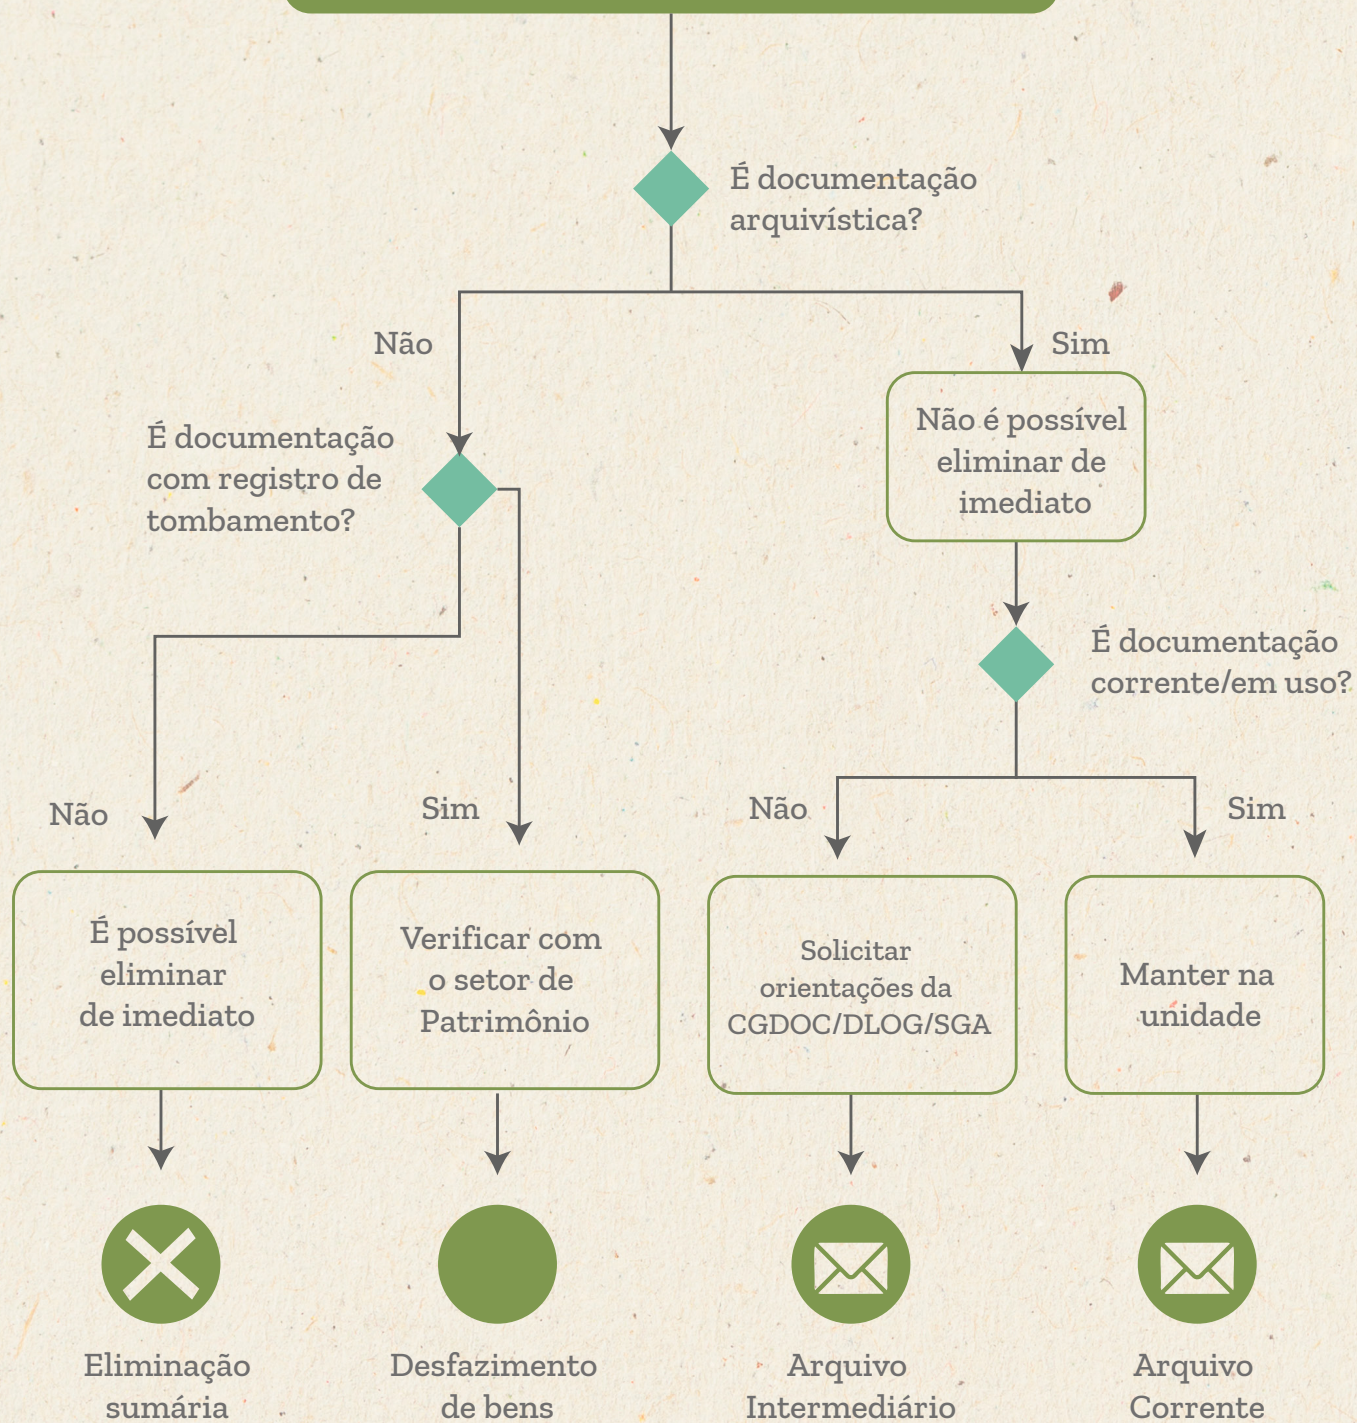 É documentação
arquivística?
Não
Sim
É documentação
com registro de
tombamento?
Não é possível
eliminar de
imediato
É documentação
corrente/em uso?
Não
Sim
Não
Sim
É possível
eliminar
de imediato
Verificar com
o setor de
Patrimônio
Solicitar
orientações da
CGDOC/DLOG/SGA
Manter na
unidade
Eliminação
sumária
Desfazimento
de bens
Arquivo
Intermediário
Arquivo
Corrente